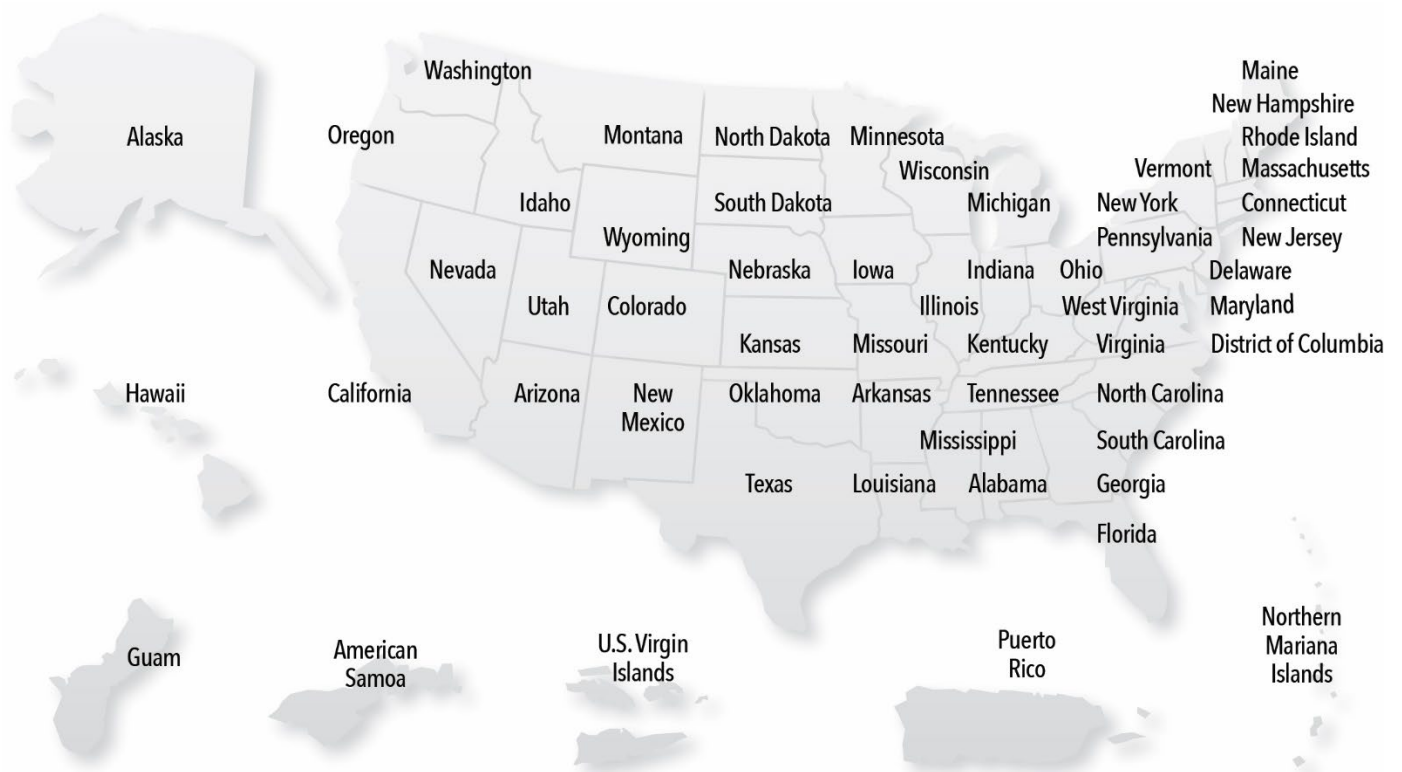 Washington
Maine
New Hampshire
Alaska
Oregon
Montana
North Dakota
Minnesota
Rhode Island
Wisconsin
Vermont
Massachusetts
Idaho
South Dakota
Michigan
New York
Connecticut
Wyoming
Pennsylvania
New Jersey
Nevada
Nebraska
Iowa
Indiana
Ohio
Delaware
Utah
Colorado
Illinois
West Virginia
Maryland
Kansas
Missouri
Kentucky
Virginia
District of Columbia
Hawaii
California
Arizona
New
Mexico
Oklahoma
Arkansas
Tennessee
North Carolina
Mississippi
South Carolina
Texas
Louisiana
Alabama
Georgia
Florida
Guam
American
Samoa
U.S. Virgin
Islands
Puerto
Rico
Northern
Mariana
Islands